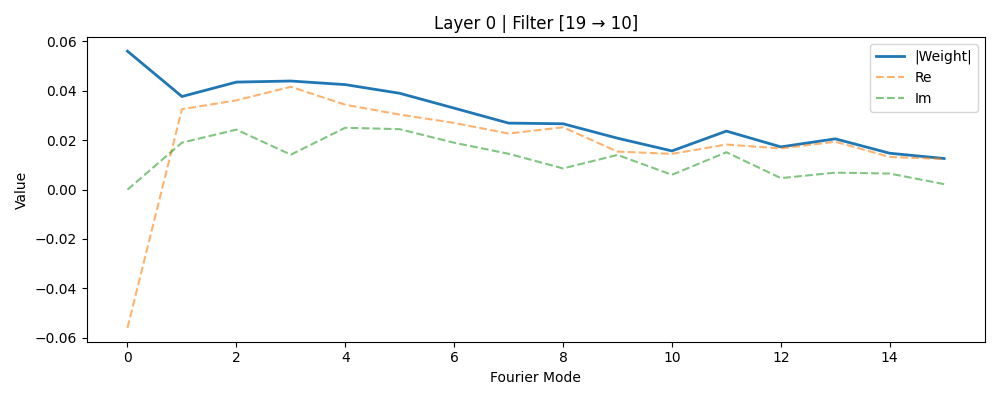 Layer 0 | Filter [19 → 10]
|Weight|
Re
Im
Value
0.06
0.04
0.02
0.00
−0.02
−0.04
−0.06
0 2 4 6 8 10 12 14
Fourier Mode